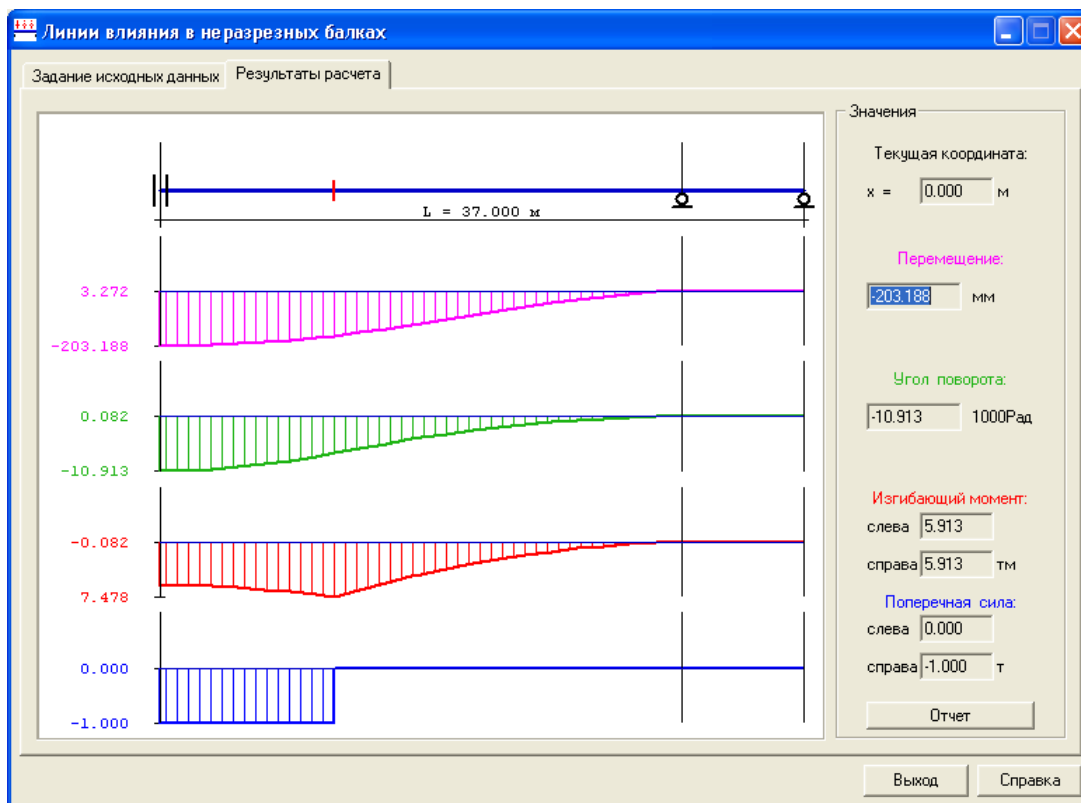 Линии влияния в неразрезных балках
Задание исходных данных
Результаты расчета
L = 37.000 м
3.272
-203.188
0.082
-10.913
-0.082
7.478
0.000
-1.000
Значения
Текущая координата:
x = 0.000 м
Перемещение:
-203.188 мм
Угол поворота:
-10.913 1000Рад
Изгибающий момент:
слева 5.913
справа 5.913 тм
Поперечная сила:
слева 0.000
справа -1.000 т
Отчет
Выход
Справка